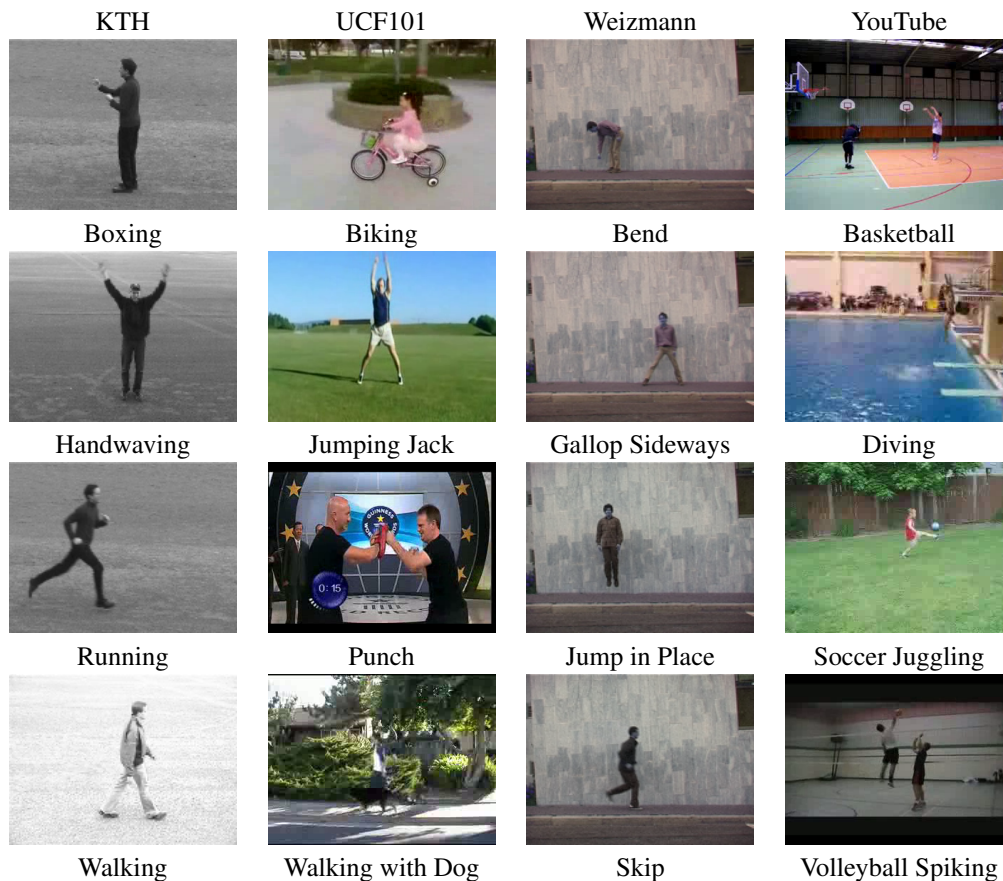 KTH UCF101 Weizmann YouTube
Boxing Biking Bend Basketball
Handwaving Jumping Jack Gallop Sideways Diving
GUINNESS
0: 15
Running Punch Jump in Place Soccer Juggling
Walking Walking with Dog Skip Volleyball Spiking